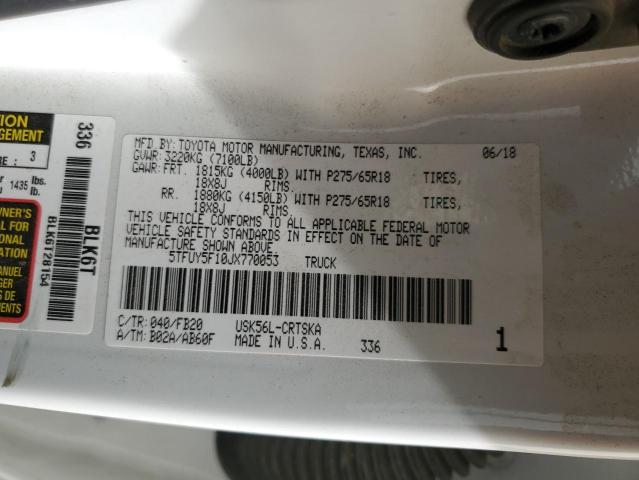 MFD.BY:TOYOTA MOTOR MANUFACTURING, TEXAS, INC. 06/18
GVWR:3220KG (7100LB)
GAWR:FRT. 1815KG (4000LB) WITH P275/65R18 TIRES,
18X8J RIMS.
RR. 1880KG (4150LB) WITH P275/65R18 TIRES,
18X8J RIMS.
THIS VEHICLE CONFORMS TO ALL APPLICABLE FEDERAL MOTOR
VEHICLE SAFETY STANDARDS IN EFFECT ON THE DATE OF
MANUFACTURE SHOWN ABOVE.
5TFUY5F10JX770053 TRUCK
C/TR:040/FB20 USK56L-CRTSKA
A/TM:B02A/AB60F MADE IN U.S.A. 336 1
336
BLK6T
BLK6T28154
3
1435 lbs.